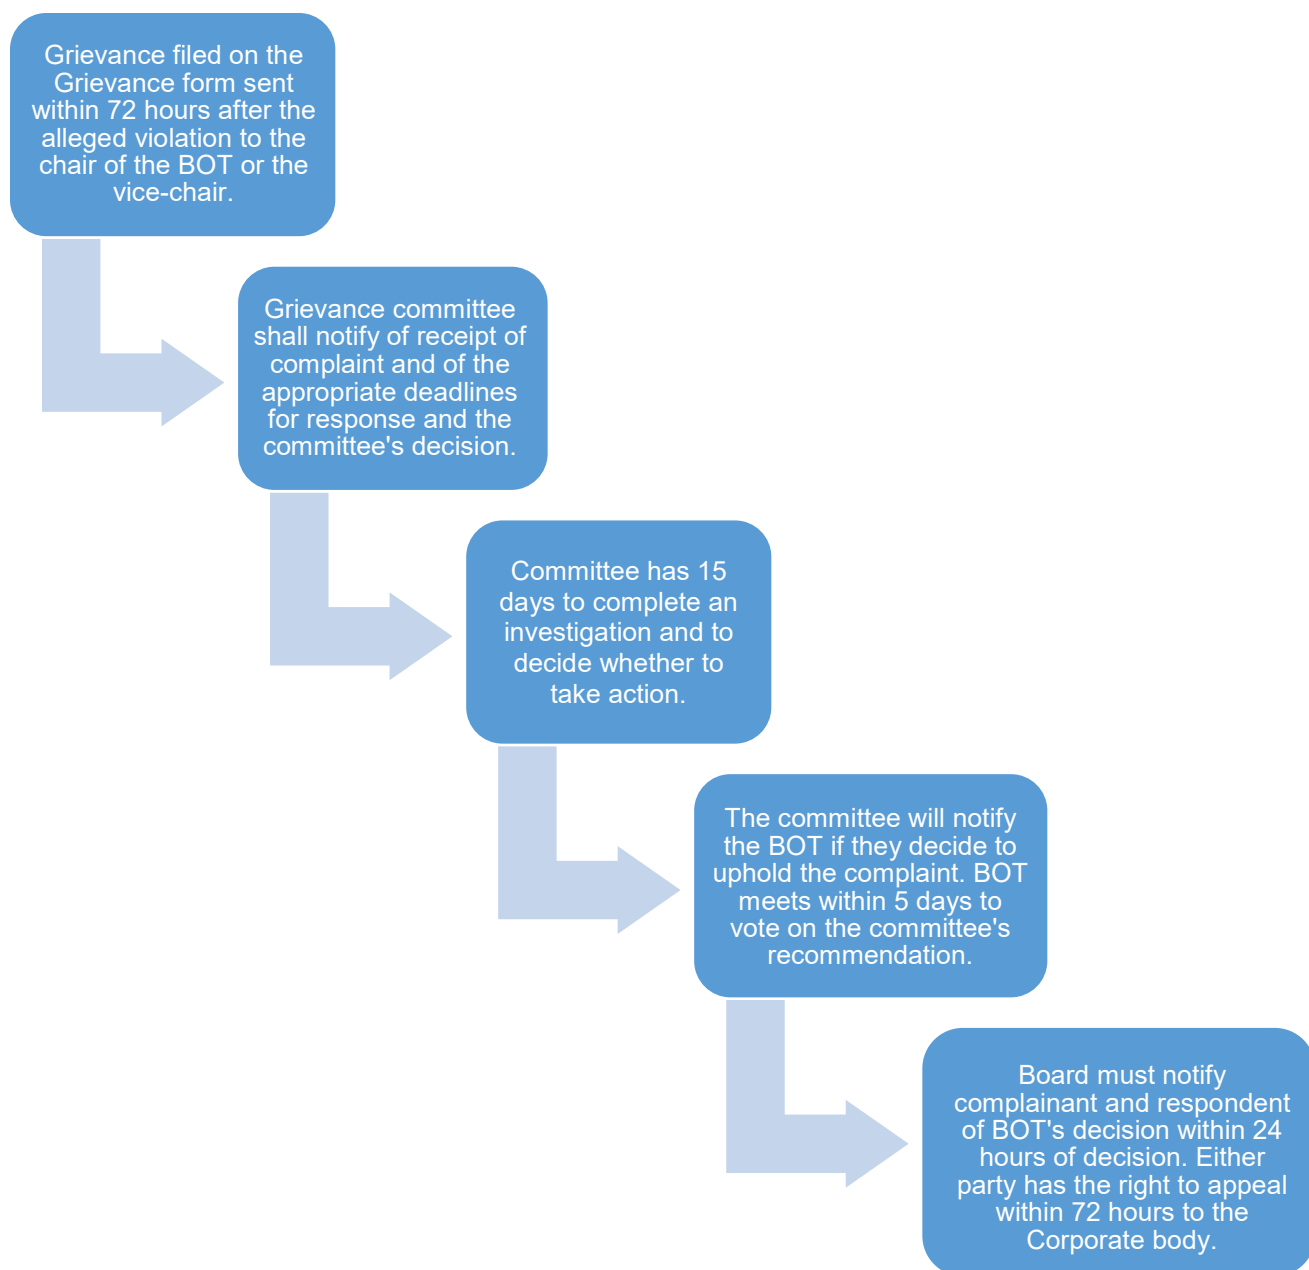 Grievance filed on the
Grievance form sent
within 72 hours after the
alleged violation to the
chair of the BOT or the
vice-chair.
Grievance committee
shall notify of receipt of
complaint and of the
appropriate deadlines
for response and the
committee's decision.
Committee has 15
days to complete an
investigation and to
decide whether to
take action.
The committee will notify
the BOT if they decide to
uphold the complaint. BOT
meets within 5 days to
vote on the committee's
recommendation.
Board must notify
complainant and respondent
of BOT's decision within 24
hours of decision. Either
party has the right to appeal
within 72 hours to the
Corporate body.